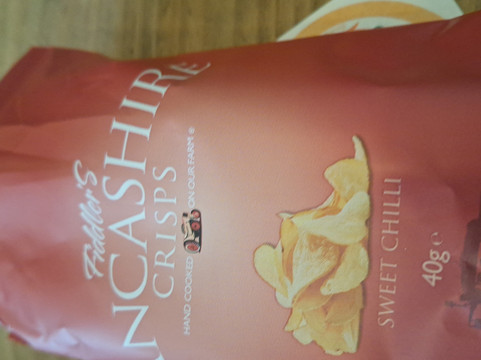 Fiddler's
NCASHIRE
CRISPS
HAND COOKED ON OUR FARM
SWEET CHILLI
40g e